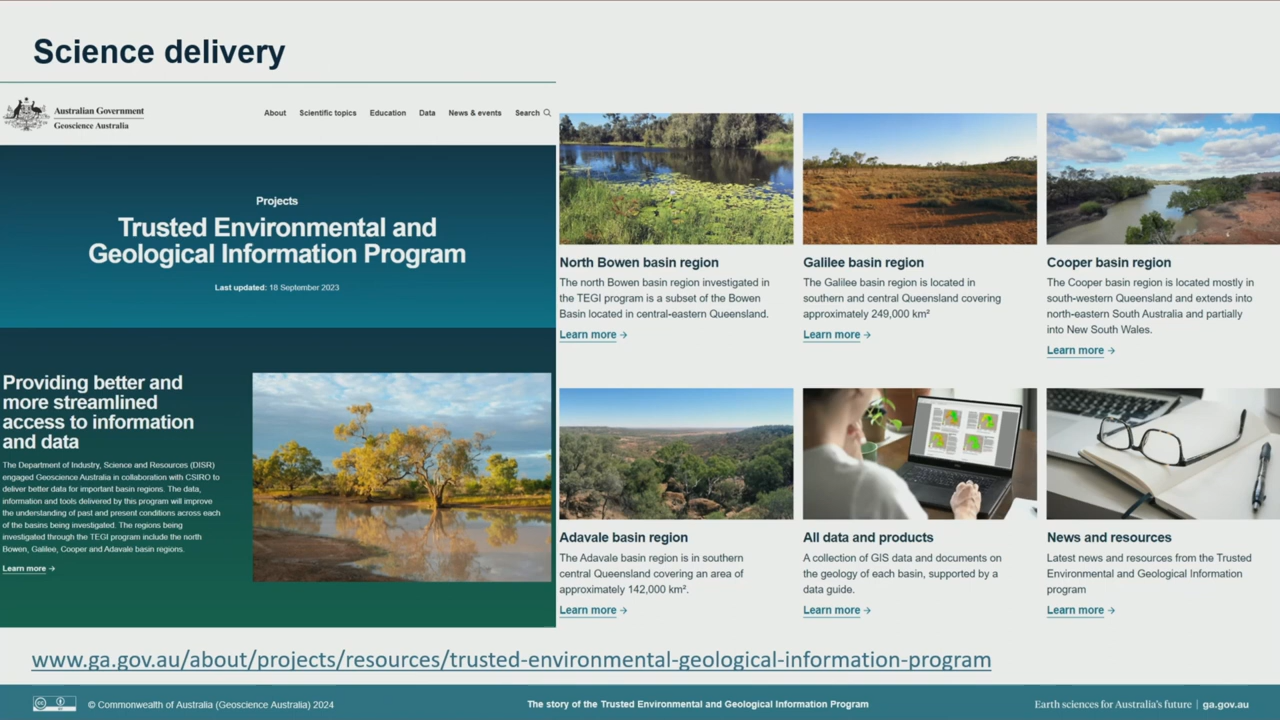 Science delivery
Australian Government
Geoscience Australia
About Scientific topics Education Data News & events Search
Projects
Trusted Environmental and
Geological Information Program
Last updated: 18 September 2023
Providing better and
more streamlined
access to information
and data
The Department of Industry, Science and Resources (DISR)
engaged Geoscience Australia in collaboration with CSIRO to
deliver better data for important basin regions. The data,
information and tools delivered by this program will improve
the understanding of past and present conditions across each
of the basins being investigated. The regions being
investigated through the TEGI program include the north
Bowen, Galilee, Cooper and Adavale basin regions.
Learn more →
North Bowen basin region
The north Bowen basin region investigated in
the TEGI program is a subset of the Bowen
Basin located in central-eastern Queensland.
Learn more →
Galilee basin region
The Galilee basin region is located in
southern and central Queensland covering
approximately 249,000 km²
Learn more →
Cooper basin region
The Cooper basin region is located mostly in
south-western Queensland and extends into
north-eastern South Australia and partially
into New South Wales.
Learn more →
Adavale basin region
The Adavale basin region is in southern
central Queensland covering an area of
approximately 142,000 km².
Learn more →
All data and products
A collection of GIS data and documents on
the geology of each basin, supported by a
data guide.
Learn more →
News and resources
Latest news and resources from the Trusted
Environmental and Geological Information
program
Learn more →
www.ga.gov.au/about/projects/resources/trusted-environmental-geological-information-program
© Commonwealth of Australia (Geoscience Australia) 2024
The story of the Trusted Environmental and Geological Information Program
Earth sciences for Australia's future | ga.gov.au